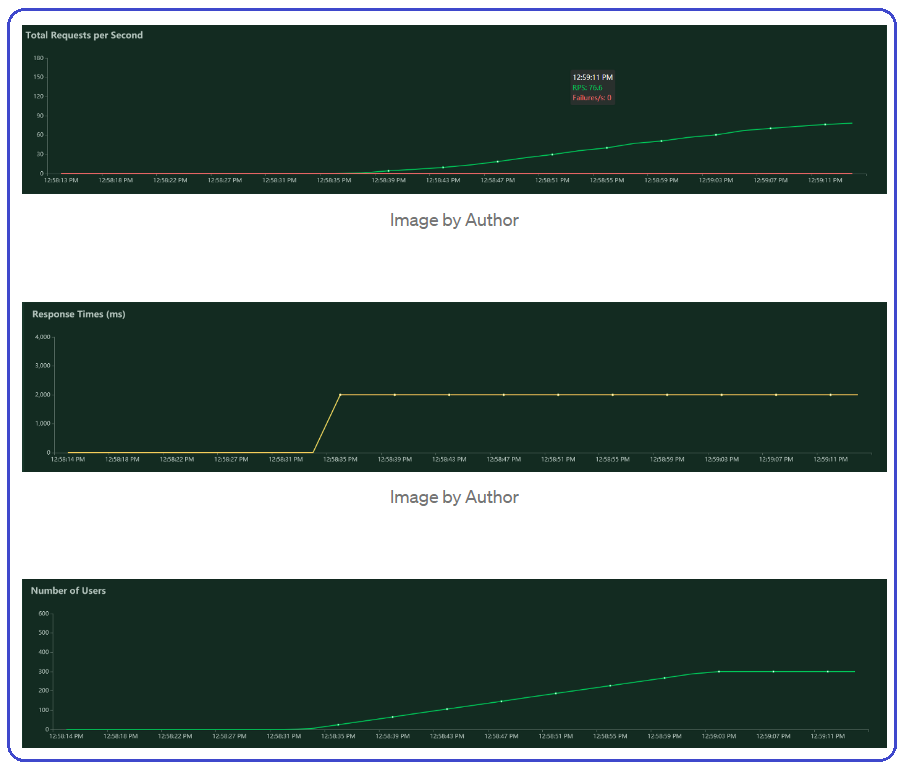 Total Requests per Second
180
150
120
90
60
30
0
12:59:11 PM
RPS: 76.6
Failures/s: 0
12:58:13 PM 12:58:18 PM 12:58:22 PM 12:58:27 PM 12:58:31 PM 12:58:35 PM 12:58:39 PM 12:58:43 PM 12:58:47 PM 12:58:51 PM 12:58:55 PM 12:58:59 PM 12:59:03 PM 12:59:07 PM 12:59:11 PM
Image by Author
Response Times (ms)
4,000
3,000
2,000
1,000
0
12:58:14 PM 12:58:18 PM 12:58:22 PM 12:58:27 PM 12:58:31 PM 12:58:35 PM 12:58:39 PM 12:58:43 PM 12:58:47 PM 12:58:51 PM 12:58:55 PM 12:58:59 PM 12:59:03 PM 12:59:07 PM 12:59:11 PM
Image by Author
Number of Users
600
500
400
300
200
100
0
12:58:14 PM 12:58:18 PM 12:58:22 PM 12:58:27 PM 12:58:31 PM 12:58:35 PM 12:58:39 PM 12:58:43 PM 12:58:47 PM 12:58:51 PM 12:58:55 PM 12:58:59 PM 12:59:03 PM 12:59:07 PM 12:59:11 PM